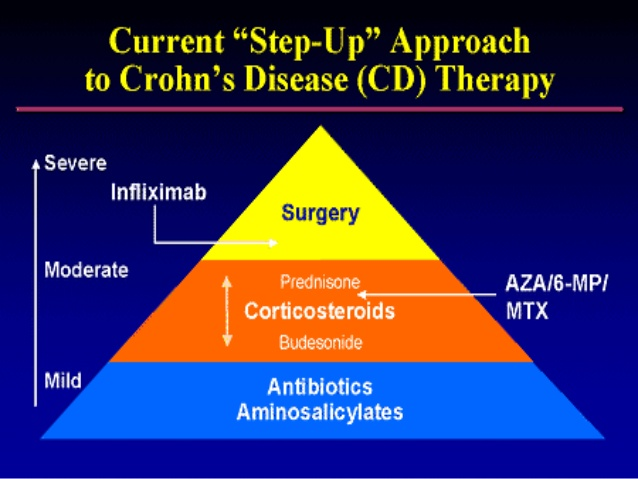 Current “Step-Up” Approach
to Crohn’s Disease (CD) Therapy
Severe
Infliximab
Surgery
Moderate
Prednisone
Corticosteroids
Budesonide
AZA/6-MP/
MTX
Mild
Antibiotics
Aminosalicylates